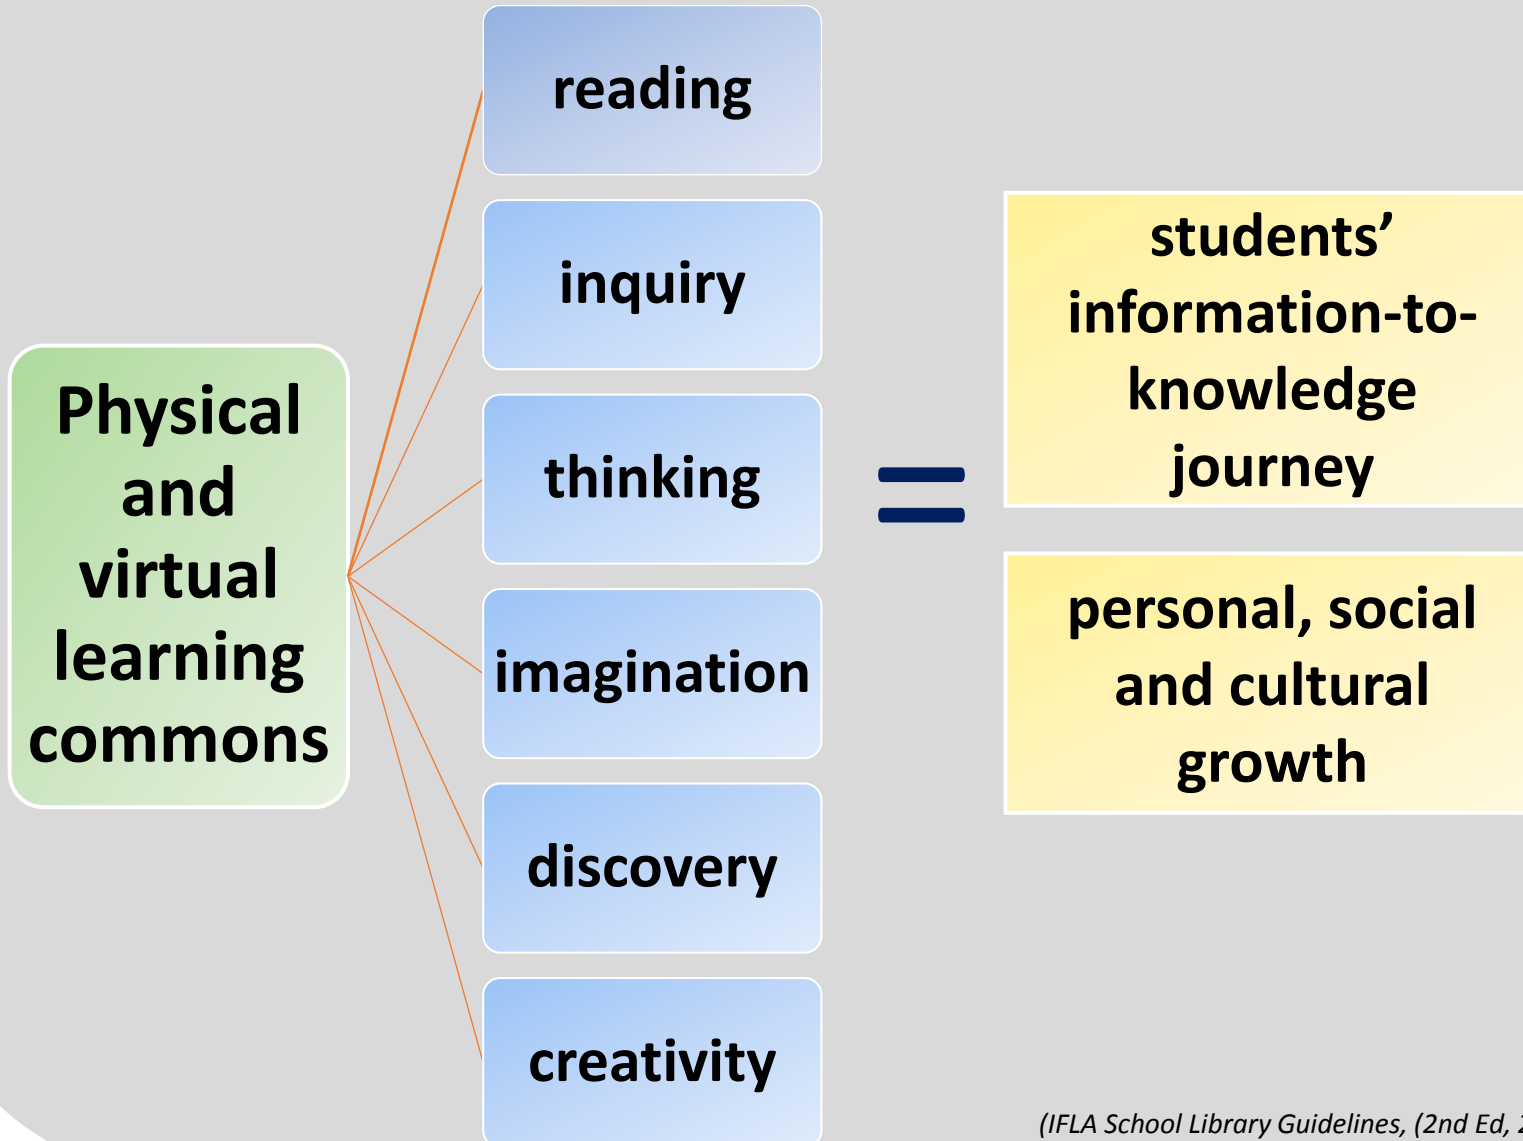 Physical
and
virtual
learning
commons
reading
inquiry
thinking
imagination
discovery
creativity
=
students’
information-to-
knowledge
journey
personal, social
and cultural
growth
(IFLA School Library Guidelines, (2nd Ed,